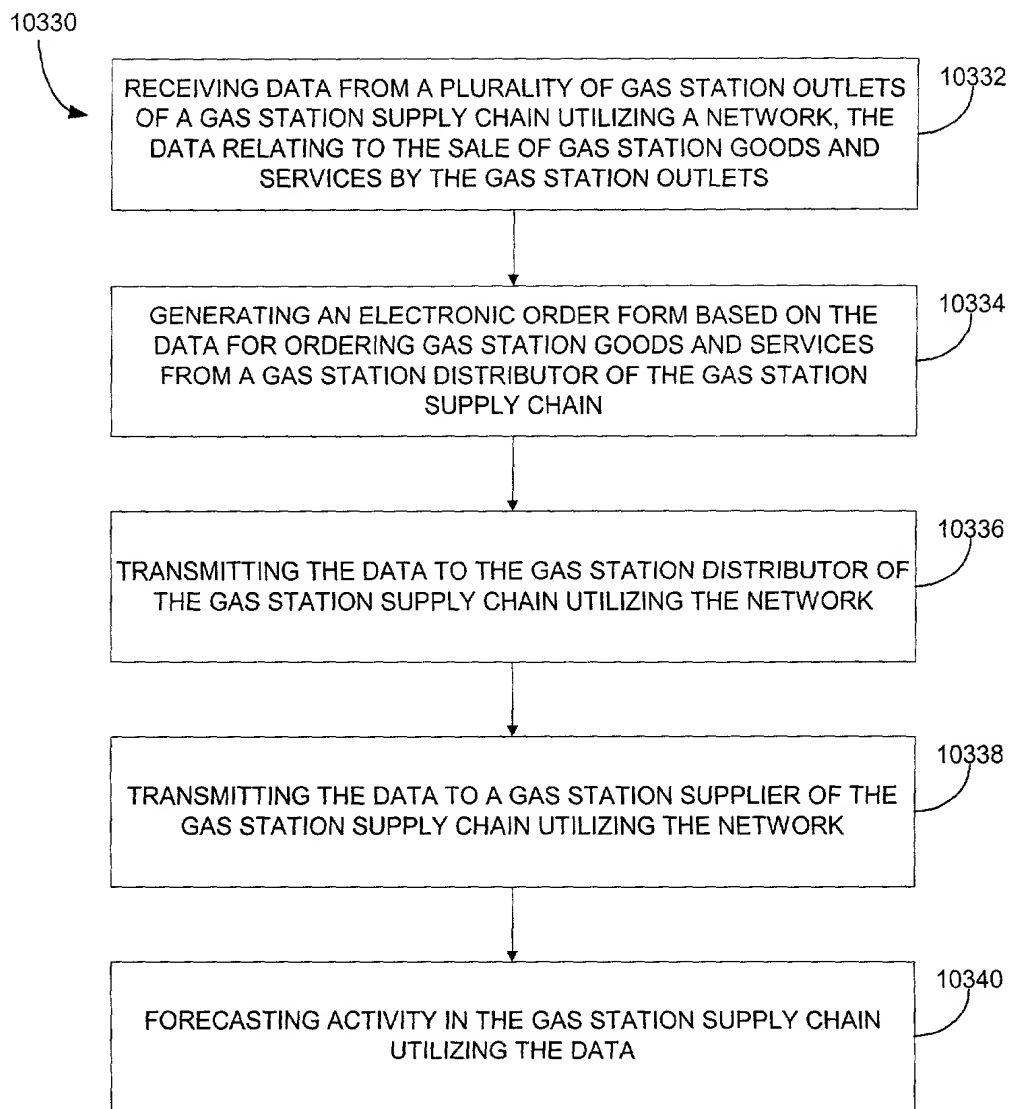 10330
RECEIVING DATA FROM A PLURALITY OF GAS STATION OUTLETS
OF A GAS STATION SUPPLY CHAIN UTILIZING A NETWORK, THE
DATA RELATING TO THE SALE OF GAS STATION GOODS AND
SERVICES BY THE GAS STATION OUTLETS
10332
GENERATING AN ELECTRONIC ORDER FORM BASED ON THE
DATA FOR ORDERING GAS STATION GOODS AND SERVICES
FROM A GAS STATION DISTRIBUTOR OF THE GAS STATION
SUPPLY CHAIN
10334
TRANSMITTING THE DATA TO THE GAS STATION DISTRIBUTOR OF
THE GAS STATION SUPPLY CHAIN UTILIZING THE NETWORK
10336
TRANSMITTING THE DATA TO A GAS STATION SUPPLIER OF THE
GAS STATION SUPPLY CHAIN UTILIZING THE NETWORK
10338
FORECASTING ACTIVITY IN THE GAS STATION SUPPLY CHAIN
UTILIZING THE DATA
10340